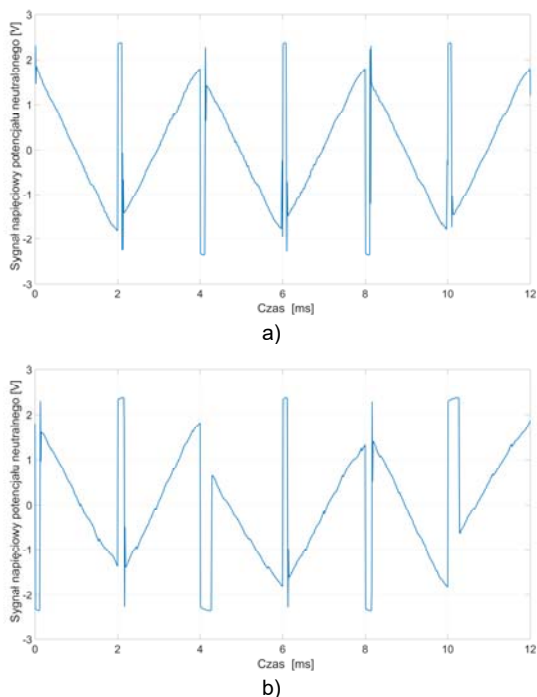 Sygnał napięciowy potencjału neutralnego [V]
3
2
1
0
-1
-2
-3
0 2 4 6 8 10 12
Czas [ms]
a)
Sygnał napięciowy potencjału neutralnego [V]
3
2
1
0
-1
-2
-3
0 2 4 6 8 10 12
Czas [ms]
b)